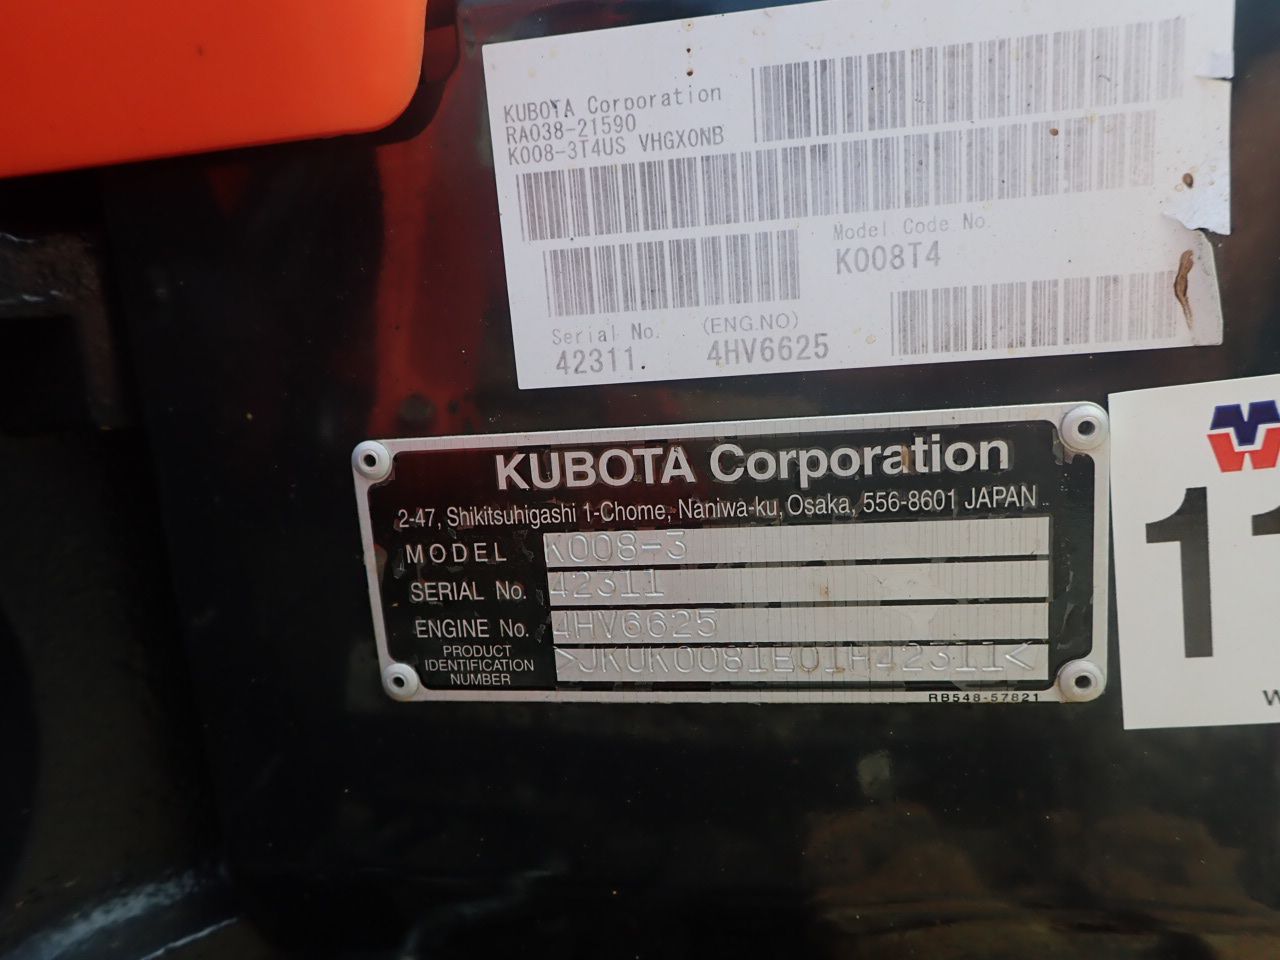 KUBOTA Corporation
RA038-21590
K008-3T4US VHGX0NB
Model Code No.
K008T4
Serial No. (ENG.NO)
42311 4HV6625
KUBOTA Corporation
2-47, Shikitsuhigashi 1-Chome, Naniwa-ku, Osaka, 556-8601 JAPAN
MODEL K008-3
SERIAL No. 42311
ENGINE No. 4HV6625
PRODUCT
IDENTIFICATION
NUMBER
>JKUK0081E01H42311<
RB548-57821